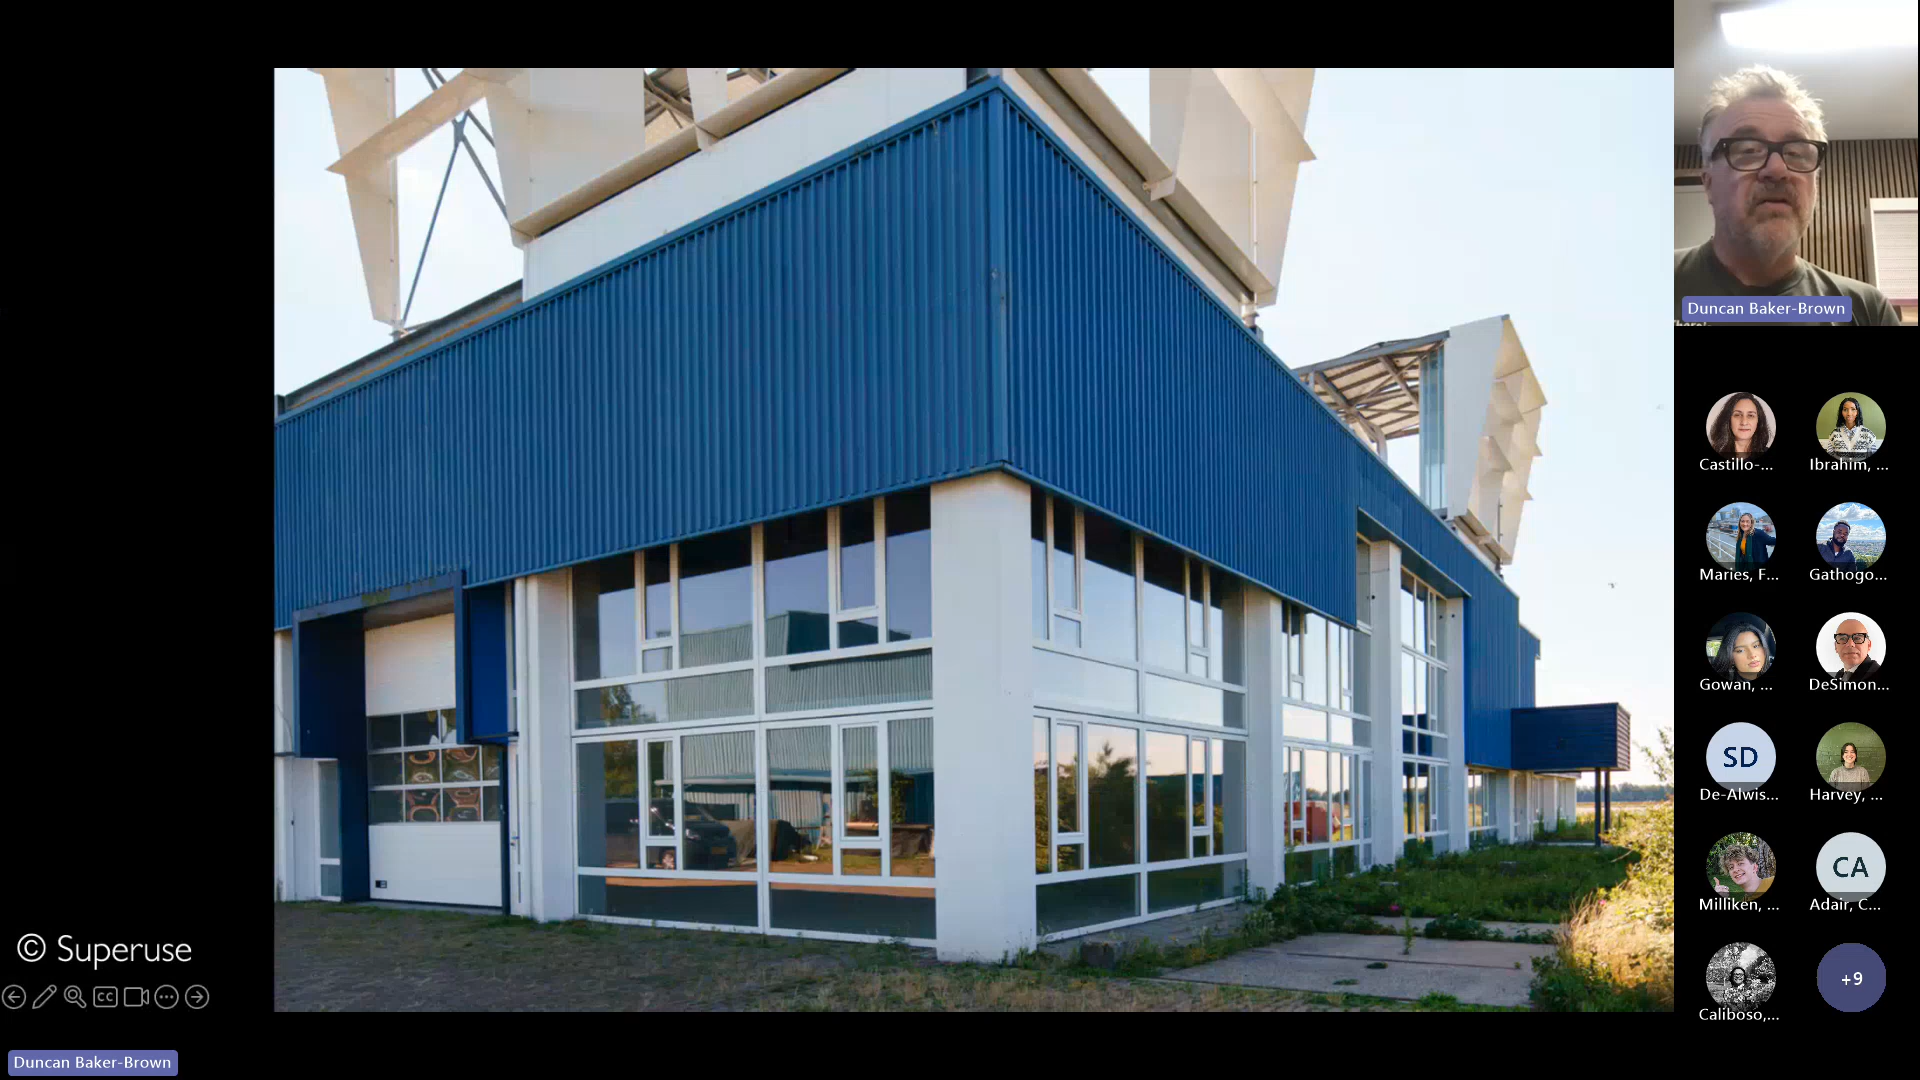 Duncan Baker-Brown
Castillo-...
Ibrahim, ...
Maries, F...
Gathogo...
Gowan, ...
DeSimon...
SD
De-Alwis...
Harvey, ...
Milliken, ...
CA
Adair, C...
Caliboso,...
+9
© Superuse
CC
Duncan Baker-Brown